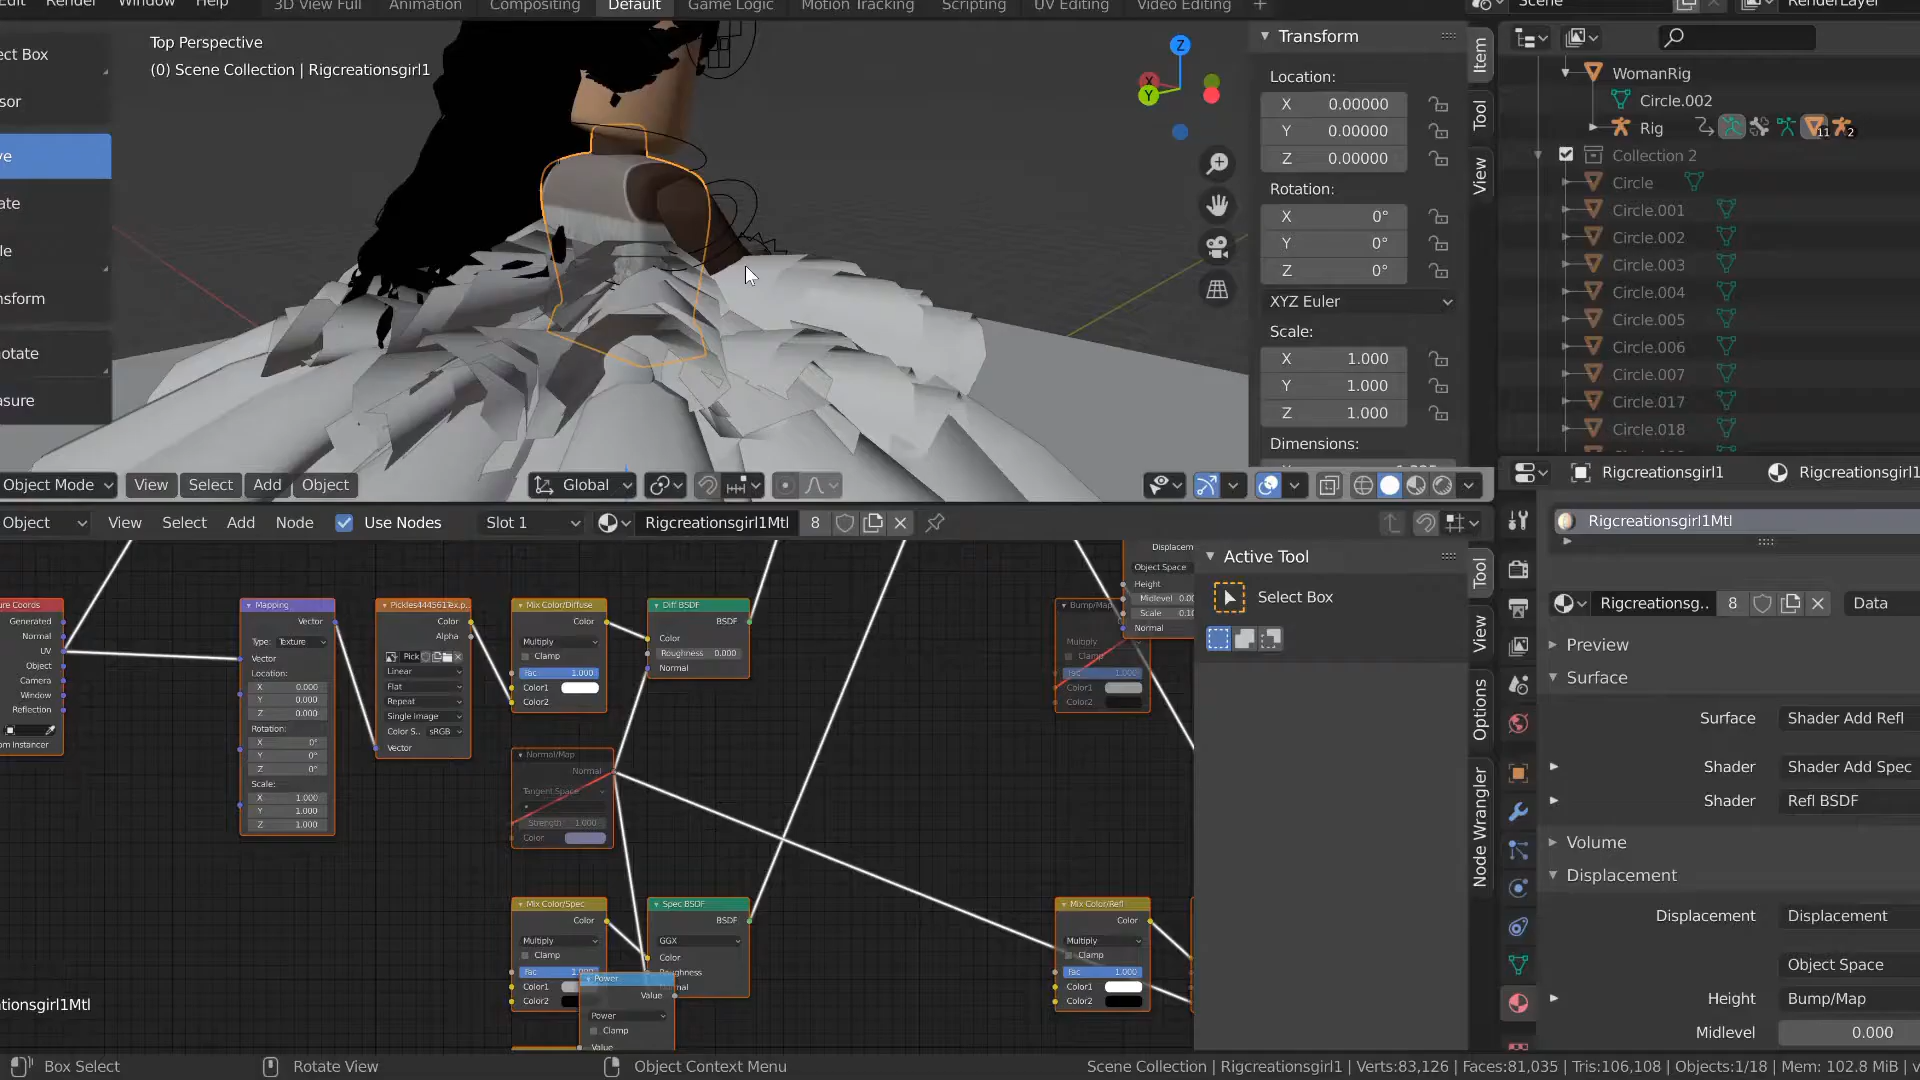 Edit Render Window Help 3D View Full Animation Compositing Default Game Logic Motion Tracking Scripting UV Editing Video Editing + Scene RenderLayer
ect Box
sor
ve
ate
le
nsform
otate
asure
Top Perspective
(0) Scene Collection | Rigcreationsgirl1
Z
X
Y
Transform
Location:
X 0.00000
Y 0.00000
Z 0.00000
Rotation:
X 0°
Y 0°
Z 0°
XYZ Euler
Scale:
X 1.000
Y 1.000
Z 1.000
Dimensions:
Item
Tool
View
WomanRig
Circle.002
Rig 11 2
Collection 2
Circle
Circle.001
Circle.002
Circle.003
Circle.004
Circle.005
Circle.006
Circle.007
Circle.017
Circle.018
Object Mode View Select Add Object Global
Object View Select Add Node Use Nodes Slot 1 Rigcreationsgirl1Mtl 8
ure Coords
Generated
Normal
UV
Object
Camera
Window
Reflection
om Instancer
Mapping
Vector
Type: Texture
Vector
Location:
X 0.000
Y 0.000
Z 0.000
Rotation:
X 0°
Y 0°
Z 0°
Scale:
X 1.000
Y 1.000
Z 1.000
Pickles444561Tex.p..
Color
Alpha
Pick
Linear
Flat
Repeat
Single Image
Color S.. sRGB
Vector
Mix Color/Diffuse
Color
Multiply
Clamp
Fac 1.000
Color1
Color2
Diff BSDF
BSDF
Color
Roughness 0.000
Normal
Normal/Map
Normal
Tangent Space
Strength 1.000
Color
Mix Color/Spec
Color
Multiply
Clamp
Fac 1.000
Color1
Color2
Spec BSDF
BSDF
GGX
Color
Roughness
Power
Value
Power
Clamp
Value
Bump/Map
Multiply
Clamp
Fac 1.000
Color1
Color2
Displacem
Object Space
Height
Midlevel 0.00
Scale 0.10
Normal
Mix Color/Refl
Color
Multiply
Clamp
Fac 1.000
Color1
Color2
ationsgirl1Mtl
Active Tool
Select Box
Tool
View
Options
Node Wrangler
Rigcreationsgirl1 Rigcreationsgirl1
Rigcreationsgirl1Mtl
Rigcreationsg.. 8 Data
Preview
Surface
Surface Shader Add Refl
Shader Shader Add Spec
Shader Refl BSDF
Volume
Displacement
Displacement Displacement
Object Space
Height Bump/Map
Midlevel 0.000
Box Select Rotate View Object Context Menu Scene Collection | Rigcreationsgirl1 | Verts:83,126 | Faces:81,035 | Tris:106,108 | Objects:1/18 | Mem: 102.8 MiB | v